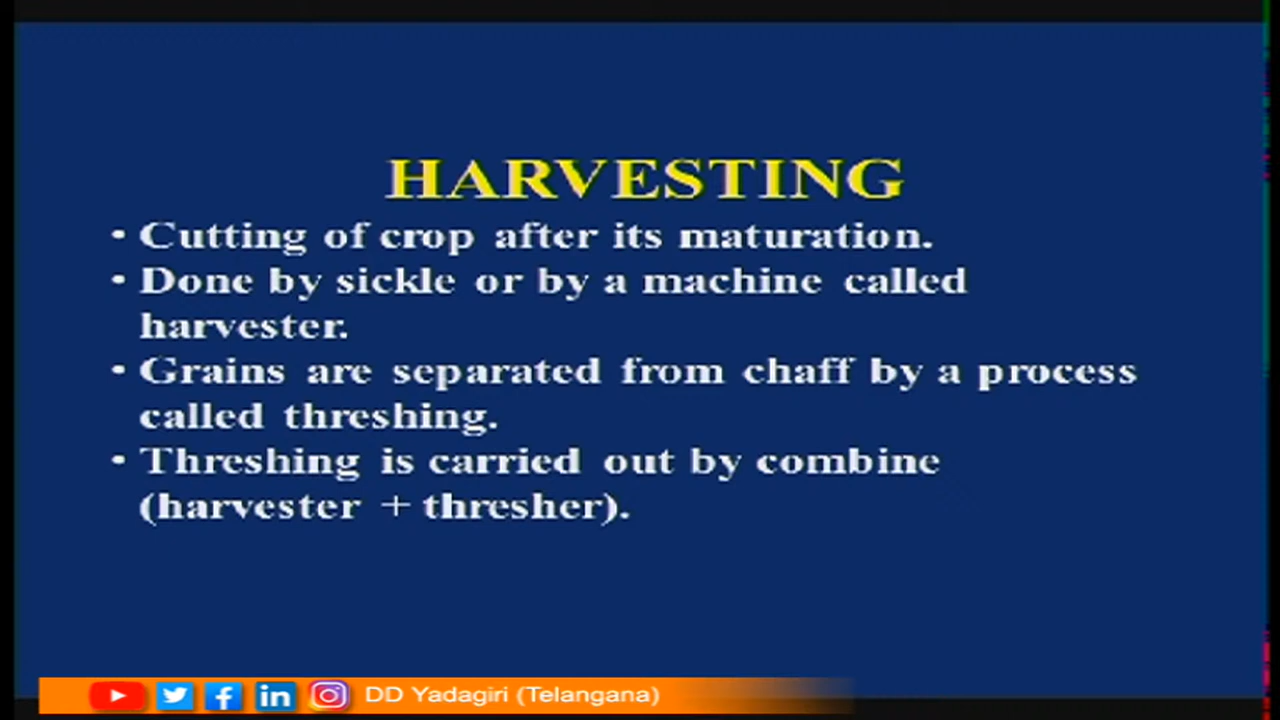 HARVESTING
• Cutting of crop after its maturation.
• Done by sickle or by a machine called
harvester.
• Grains are separated from chaff by a process
called threshing.
• Threshing is carried out by combine
(harvester + thresher).
DD Yadagiri (Telangana)